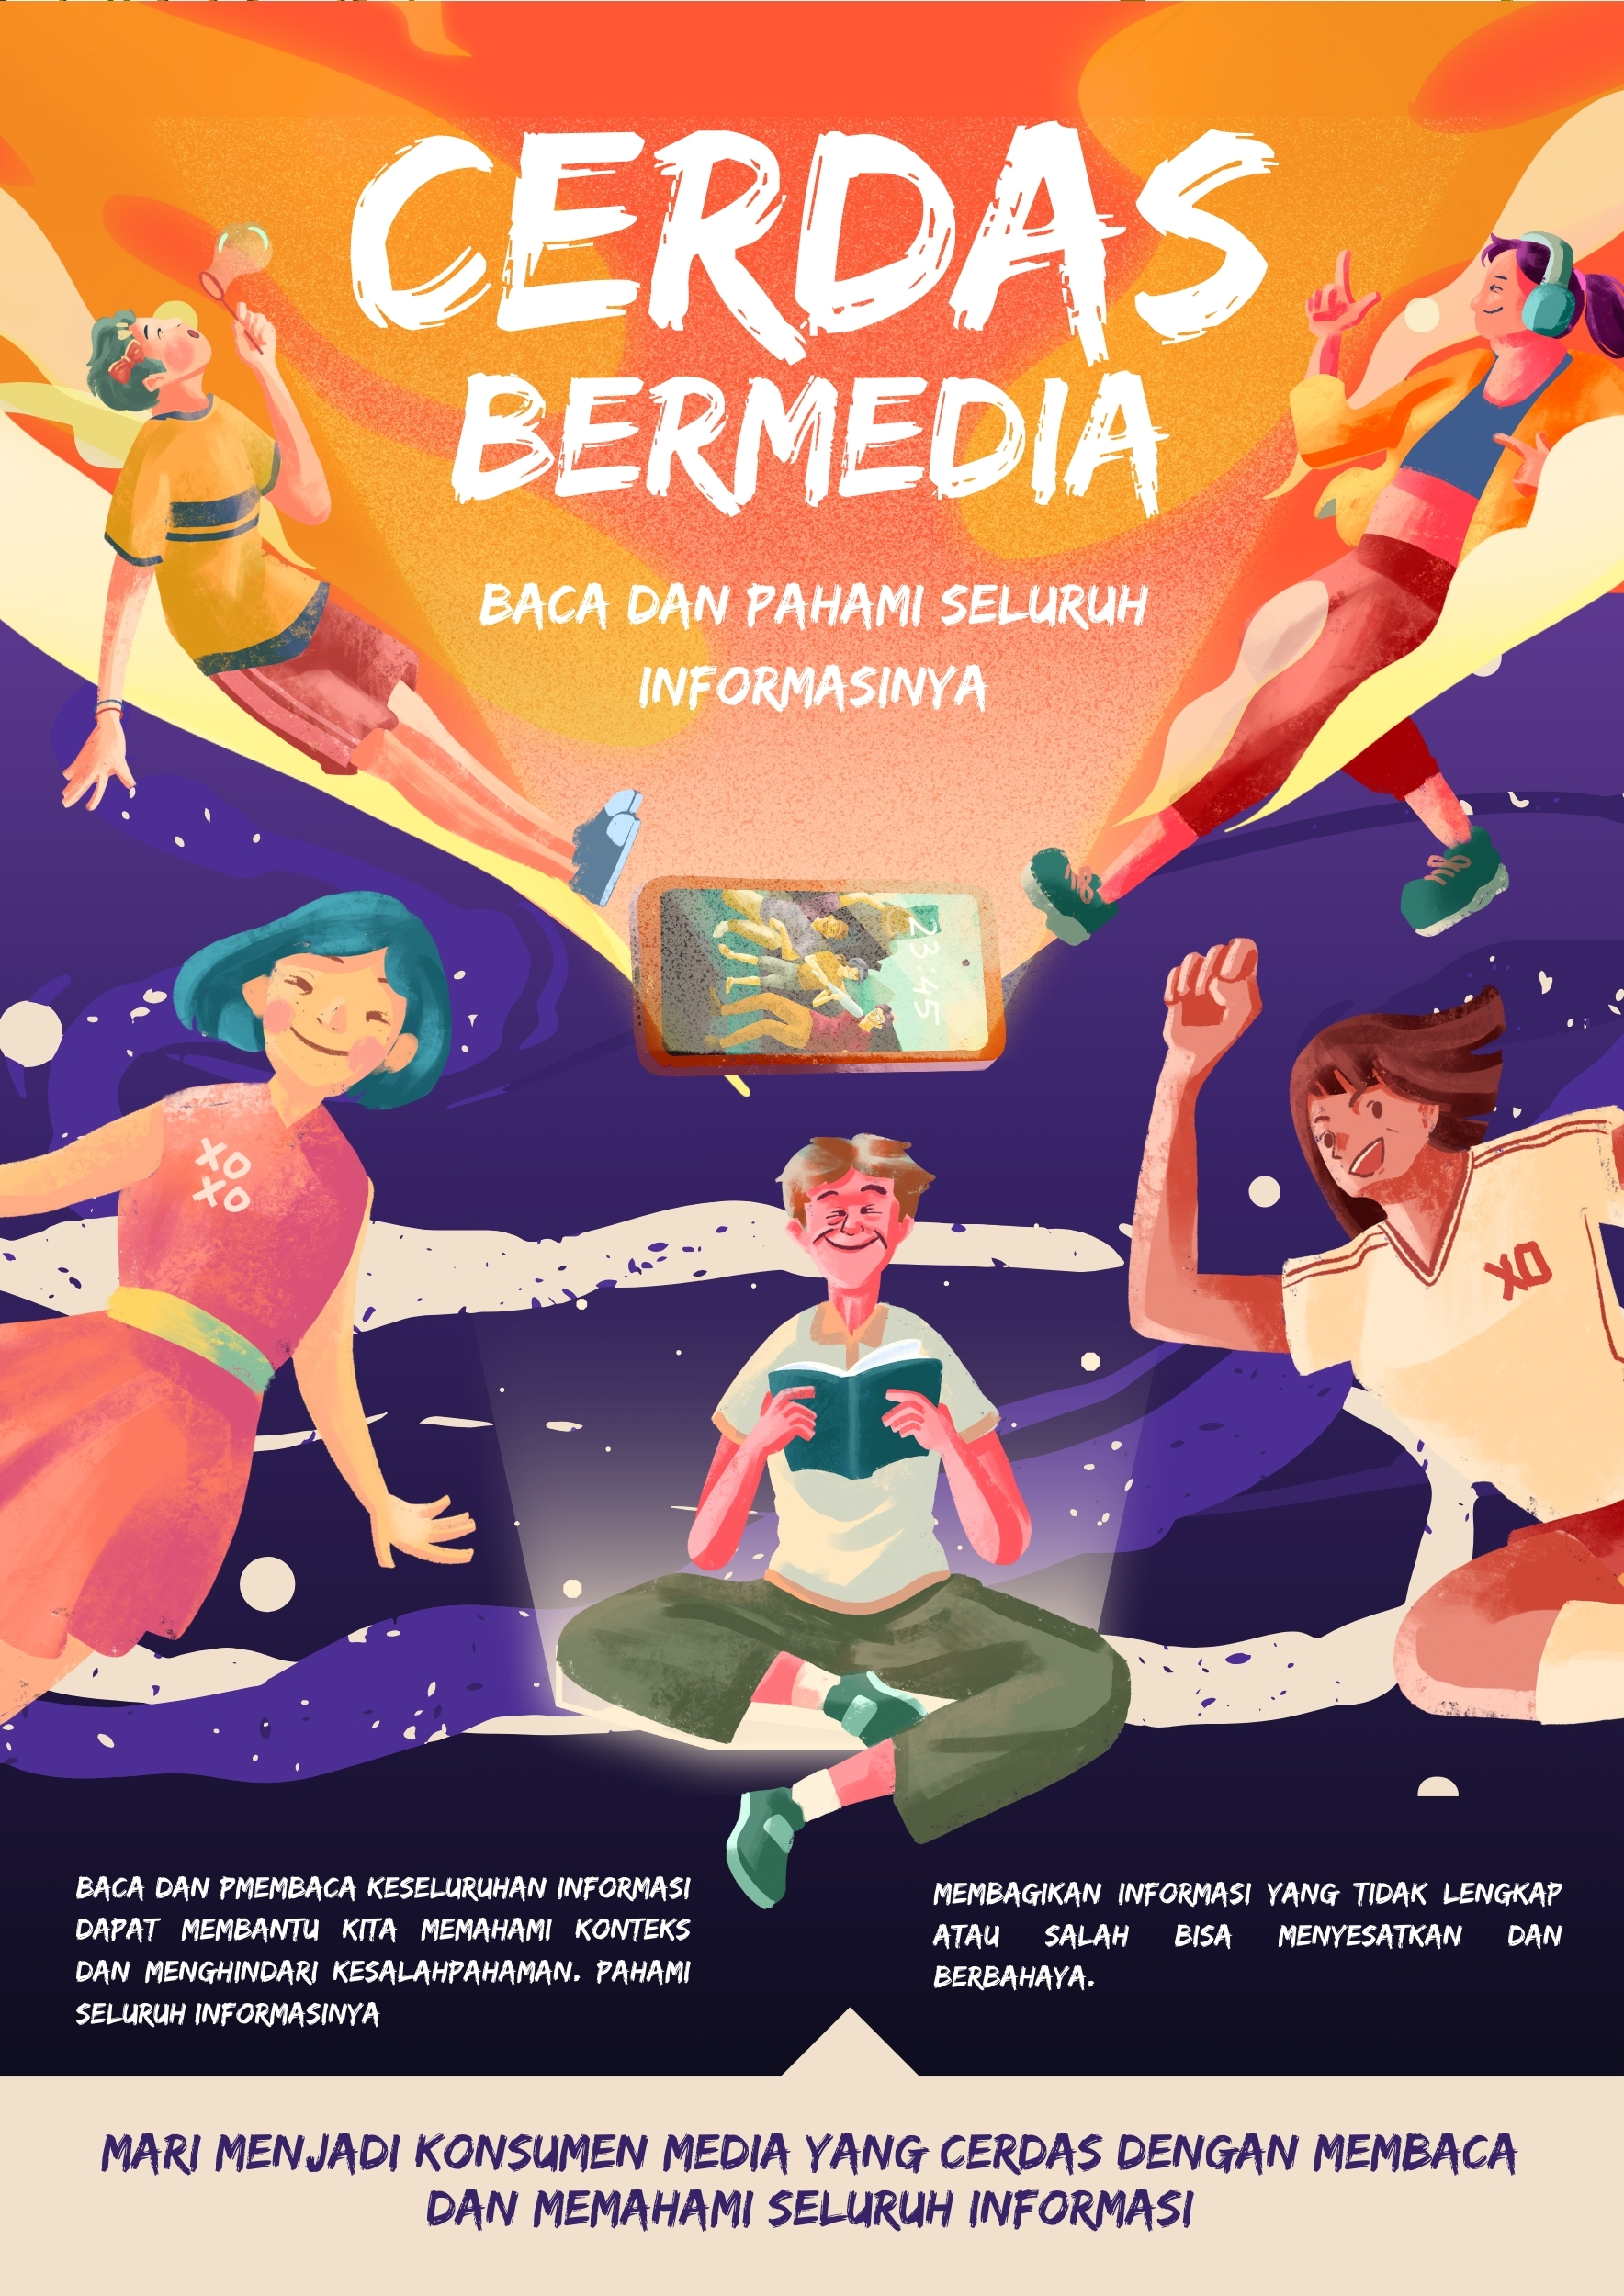 CERDAS
BERMEDIA
BACA DAN PAHAMI SELURUH
INFORMASINYA
23:45
XO
XO
XO
BACA DAN PMEMBACA KESELURUHAN INFORMASI
DAPAT MEMBANTU KITA MEMAHAMI KONTEKS
DAN MENGHINDARI KESALAHPAHAMAN. PAHAMI
SELURUH INFORMASINYA
MEMBAGIKAN INFORMASI YANG TIDAK LENGKAP
ATAU SALAH BISA MENYESATKAN DAN
BERBAHAYA.
MARI MENJADI KONSUMEN MEDIA YANG CERDAS DENGAN MEMBACA
DAN MEMAHAMI SELURUH INFORMASI